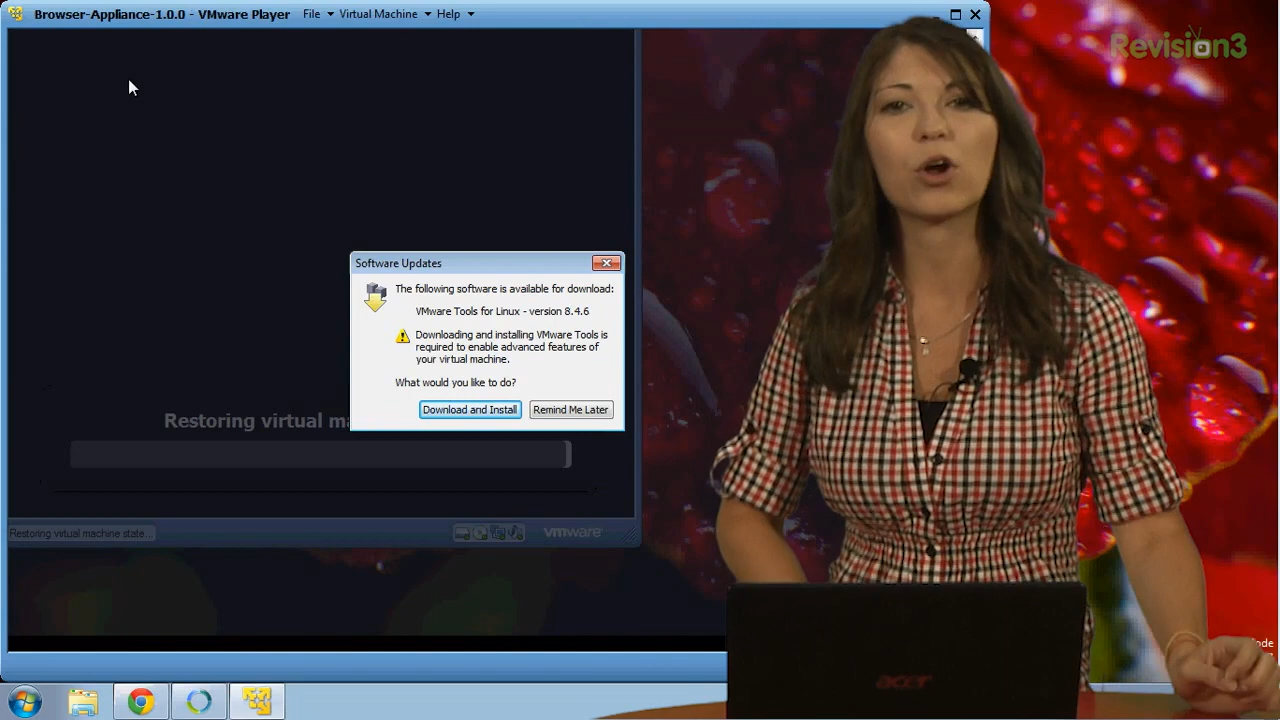 Browser-Appliance-1.0.0 - VMware Player File Virtual Machine Help
Revision3
Software Updates
The following software is available for download:
VMware Tools for Linux - version 8.4.6
Downloading and installing VMware Tools is
required to enable advanced features of
your virtual machine.
What would you like to do?
Download and Install Remind Me Later
Restoring virtual
Restoring virtual machine state...
vmware
acer